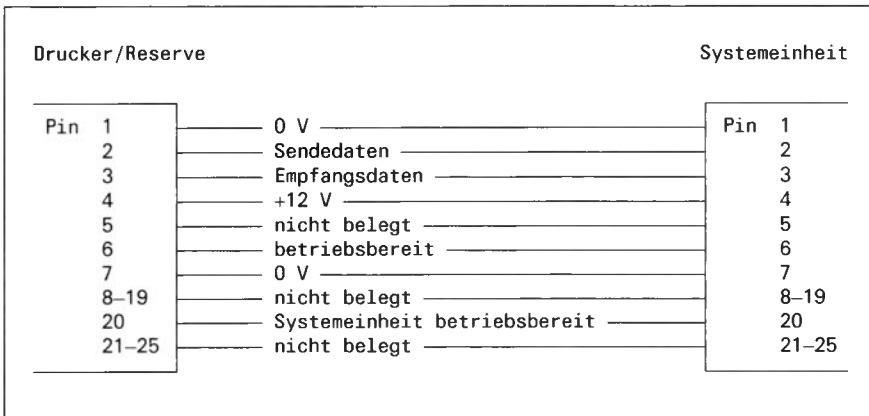 Drucker/Reserve Systemeinheit
Pin 1 0 V Pin 1
2 Sendedaten 2
3 Empfangsdaten 3
4 +12 V 4
5 nicht belegt 5
6 betriebsbereit 6
7 0 V 7
8–19 nicht belegt 8–19
20 Systemeinheit betriebsbereit 20
21–25 nicht belegt 21–25